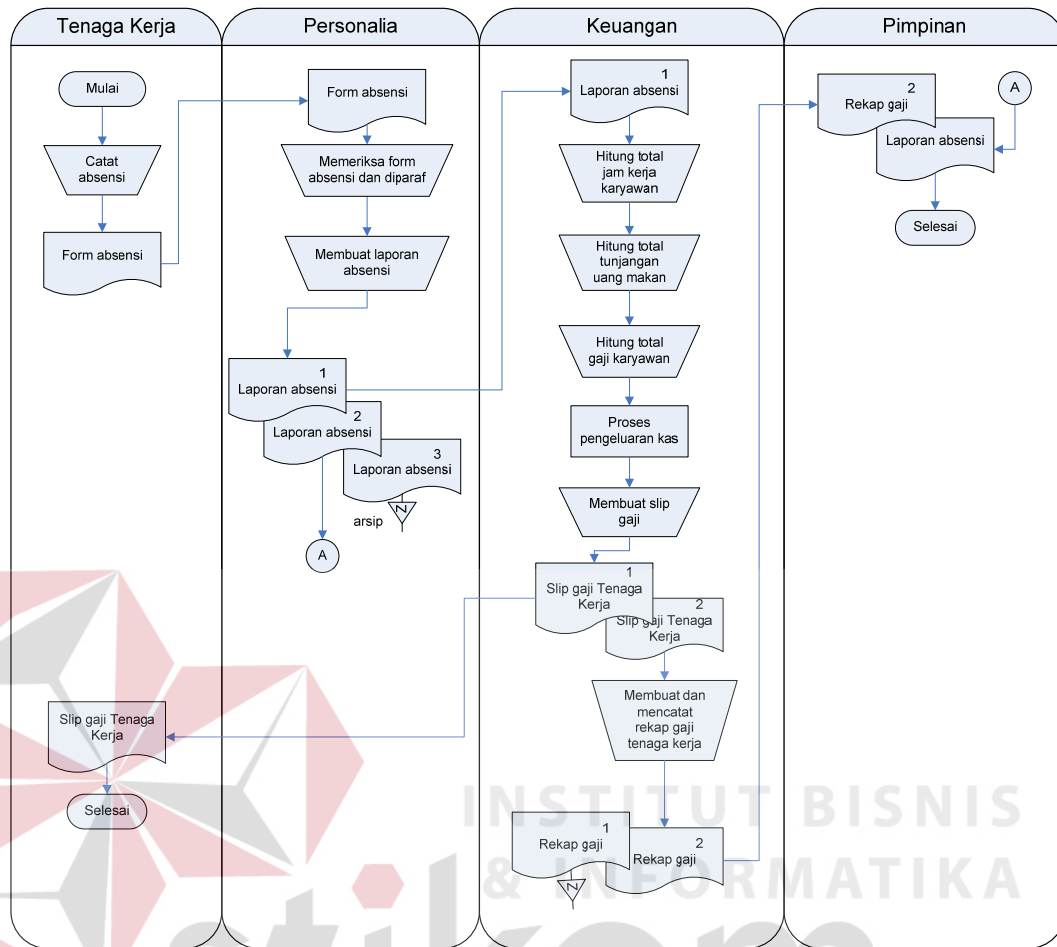 Tenaga Kerja
Personalia
Keuangan
Pimpinan
Mulai
Catat
absensi
Form absensi
Slip gaji Tenaga
Kerja
Selesai
Form absensi
Memeriksa form
absensi dan diparaf
Membuat laporan
absensi
1
Laporan absensi
2
Laporan absensi
3
Laporan absensi
arsip
N
A
1
Laporan absensi
Hitung total
jam kerja
karyawan
Hitung total
tunjangan
uang makan
Hitung total
gaji karyawan
Proses
pengeluaran kas
Membuat slip
gaji
1
Slip gaji Tenaga
Kerja
2
Slip gaji Tenaga
Kerja
Membuat dan
mencatat
rekap gaji
tenaga kerja
1
Rekap gaji
2
Rekap gaji
N
2
Rekap gaji
Laporan absensi
A
Selesai
INSTITUT BISNIS
& INFORMATIKA
stikom